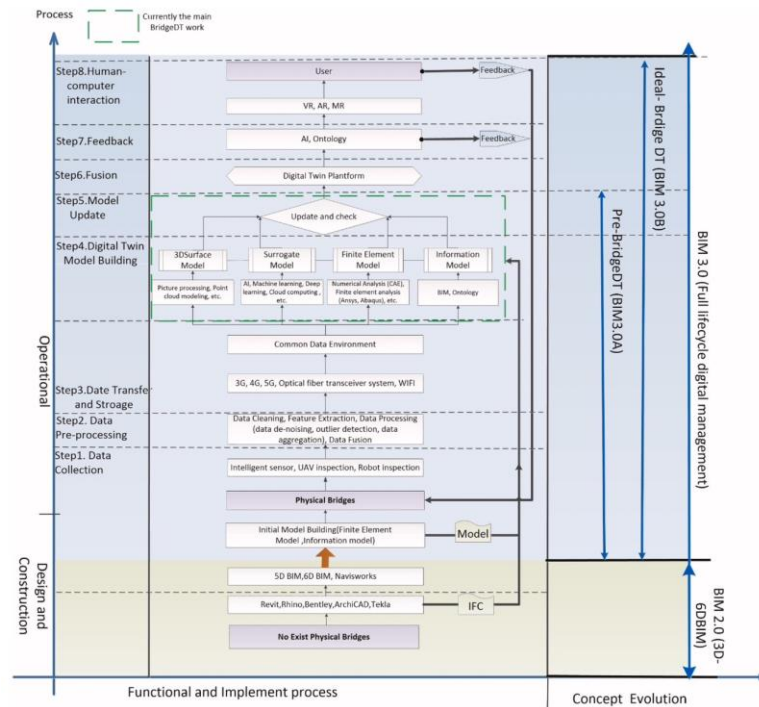 Process
Currently the main
BridgeDT work
Step8.Human-
computer
interaction
User
Feedback
VR, AR, MR
Step7.Feedback
AI, Ontology
Feedback
Step6.Fusion
Digital Twin Plantform
Step5.Model
Update
Update and check
Step4.Digital Twin
Model Building
3DSurface
Model
Surrogate
Model
Finite Element
Model
Information
Model
Picture processing, Point
cloud modeling, etc.
AI, Machine learning, Deep
learning, Cloud computing ,
etc.
Numerical Analysis (CAE),
Finite element analysis
(Ansys, Abaqus), etc.
BIM, Ontology
Common Data Environment
Step3.Date Transfer
and Stroage
3G, 4G, 5G, Optical fiber transceiver system, WIFI
Step2. Data
Pre-processing
Data Cleaning, Feature Extraction, Data Processing
(data de-noising, outlier detection, data
aggregation), Data Fusion
Step1. Data
Collection
Intelligent sensor, UAV inspection, Robot inspection
Physical Bridges
Initial Model Building(Finite Element
Model ,Information model)
Model
5D BIM,6D BIM, Navisworks
Revit,Rhino,Bentley,ArchiCAD,Tekla
IFC
No Exist Physical Bridges
Operational
Design and
Construction
Pre-BridgeDT
(BIM3.0A)
Ideal- Brdige DT (BIM 3.0B)
BIM 3.0 (Full lifecycle digital management)
BIM 2.0 (3D-
6DBIM)
Functional and Implement process
Concept Evolution